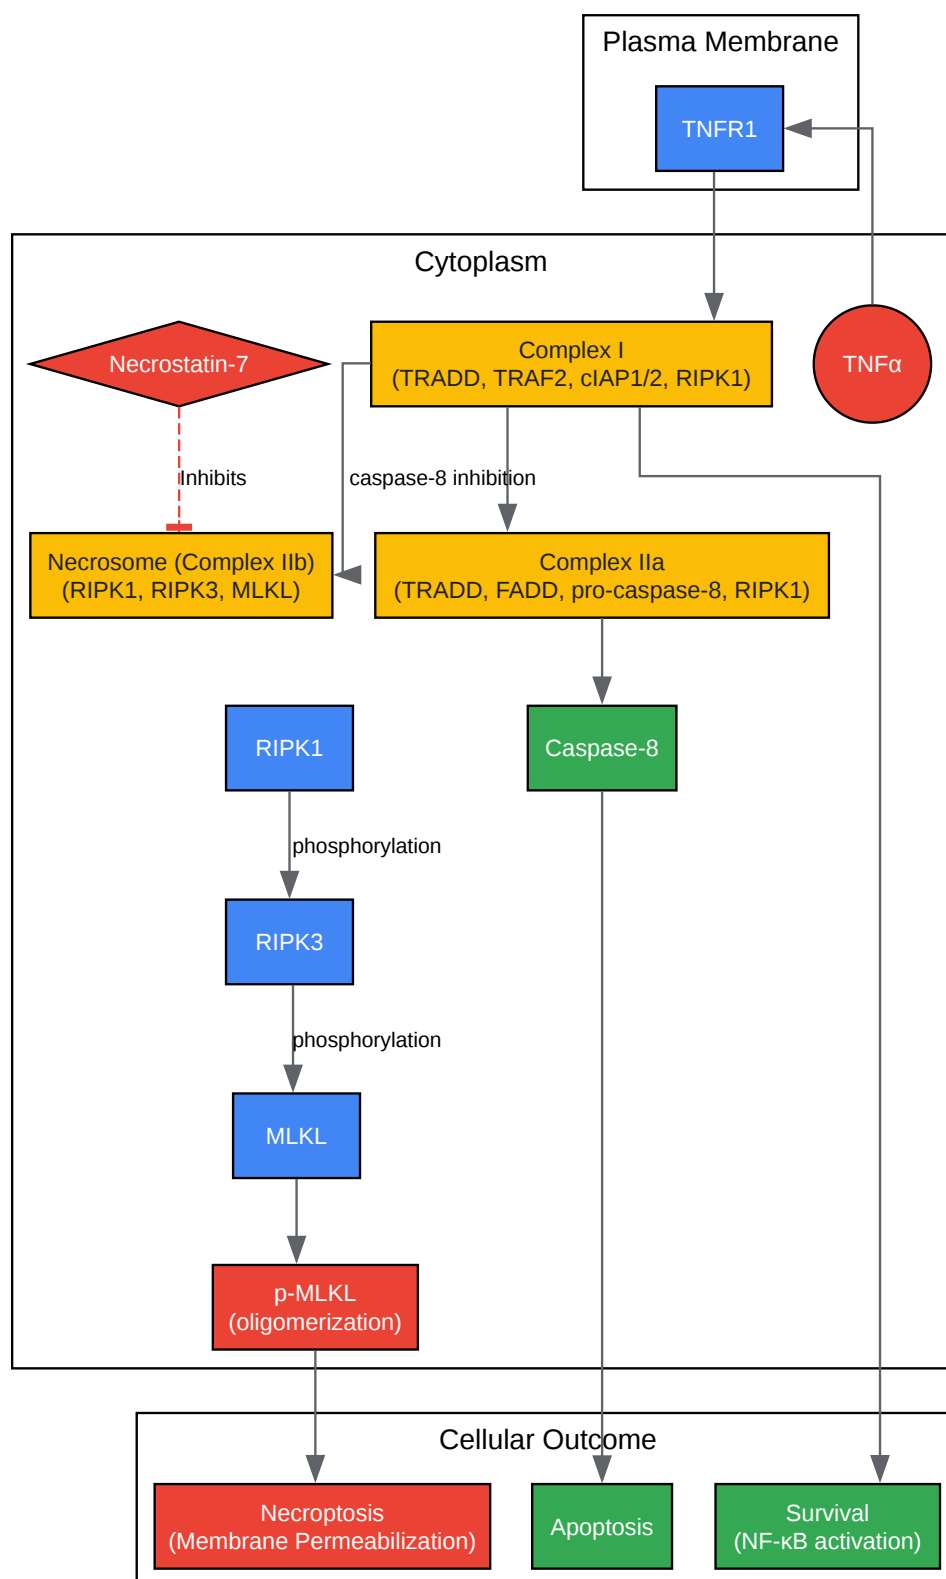 Plasma Membrane
TNFR1
Cytoplasm
Necrostatin-7
Complex I
(TRADD, TRAF2, cIAP1/2, RIPK1)
TNFα
Inhibits
caspase-8 inhibition
Necrosome (Complex IIb)
(RIPK1, RIPK3, MLKL)
Complex IIa
(TRADD, FADD, pro-caspase-8, RIPK1)
RIPK1
Caspase-8
phosphorylation
RIPK3
phosphorylation
MLKL
p-MLKL
(oligomerization)
Cellular Outcome
Necroptosis
(Membrane Permeabilization)
Apoptosis
Survival
(NF-κB activation)